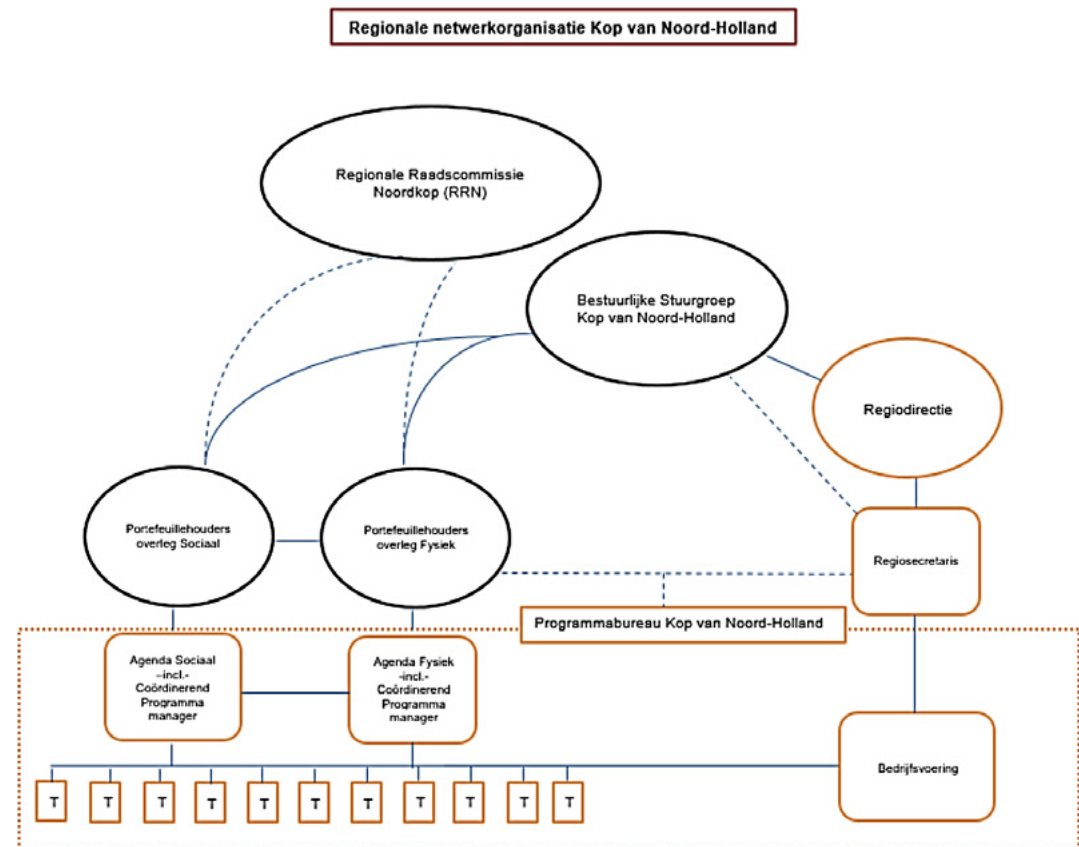 Regionale netwerkorganisatie Kop van Noord-Holland
Regionale Raadscommissie
Noordkop (RRN)
Bestuurlijke Stuurgroep
Kop van Noord-Holland
Regiodirectie
Portefeuillehouders
overleg Sociaal
Portefeuillehouders
overleg Fysiek
Regiosecretaris
Programmabureau Kop van Noord-Holland
Agenda Sociaal
–incl.-
Coördinerend
Programma
manager
Agenda Fysiek
-incl.-
Coördinerend
Programma
manager
Bedrijfsvoering
T
T
T
T
T
T
T
T
T
T
T